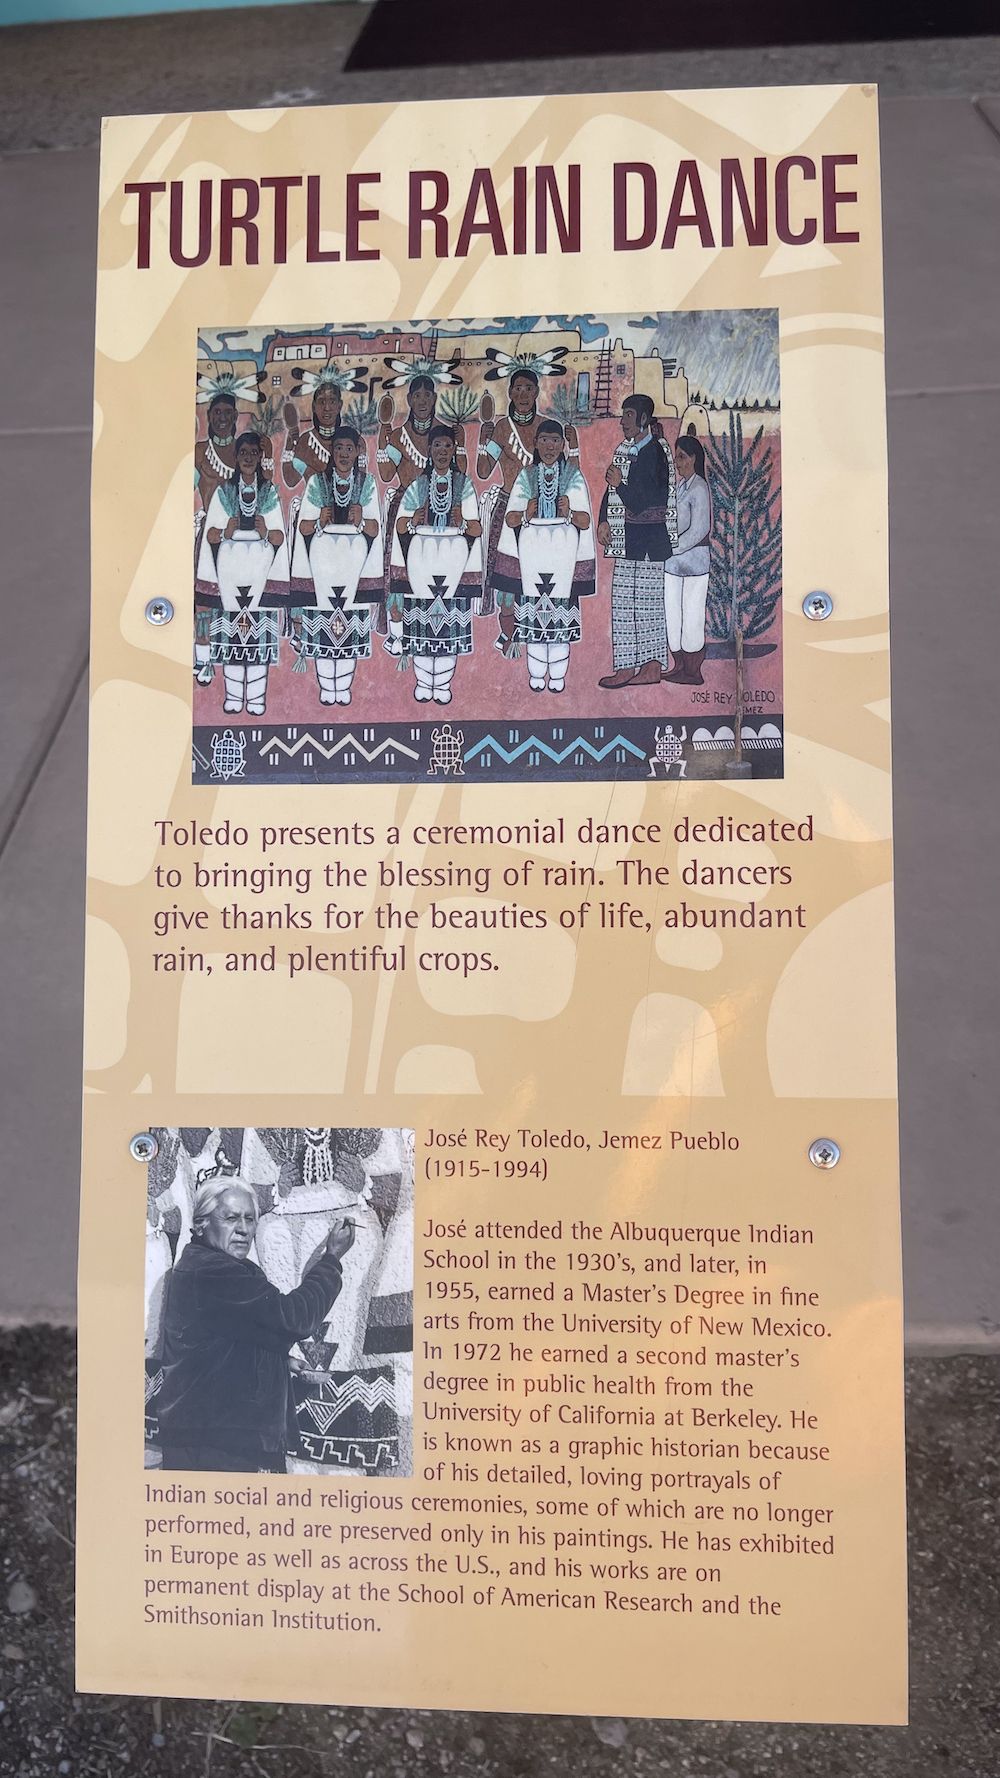 TURTLE RAIN DANCE
JOSÉ REY OLEDO
EMEZ
Toledo presents a ceremonial dance dedicated
to bringing the blessing of rain. The dancers
give thanks for the beauties of life, abundant
rain, and plentiful crops.
José Rey Toledo, Jemez Pueblo
(1915-1994)
José attended the Albuquerque Indian
School in the 1930's, and later, in
1955, earned a Master's Degree in fine
arts from the University of New Mexico.
In 1972 he earned a second master's
degree in public health from the
University of California at Berkeley. He
is known as a graphic historian because
of his detailed, loving portrayals of
Indian social and religious ceremonies, some of which are no longer
performed, and are preserved only in his paintings. He has exhibited
in Europe as well as across the U.S., and his works are on
permanent display at the School of American Research and the
Smithsonian Institution.